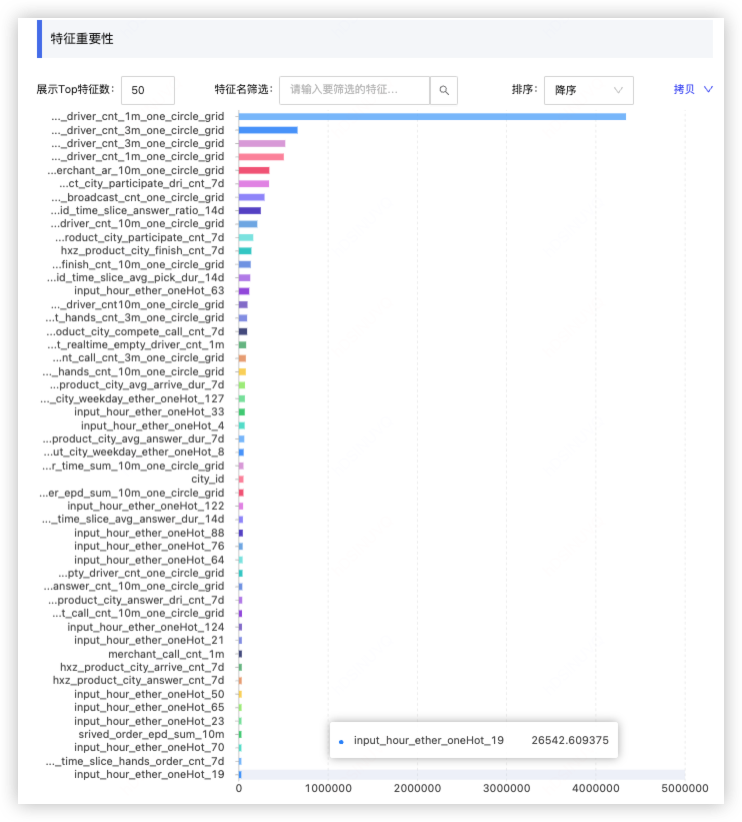 特征重要性
展示Top特征数: 50 特征名筛选: 请输入要筛选的特征... 排序: 降序 拷贝
..._driver_cnt_1m_one_circle_grid
..._driver_cnt_3m_one_circle_grid
..._driver_cnt_3m_one_circle_grid
..._driver_cnt_1m_one_circle_grid
...erchant_ar_10m_one_circle_grid
...ct_city_participate_dri_cnt_7d
..._broadcast_cnt_one_circle_grid
...id_time_slice_answer_ratio_14d
...driver_cnt_10m_one_circle_grid
...roduct_city_participate_cnt_7d
hxz_product_city_finish_cnt_7d
...finish_cnt_10m_one_circle_grid
...id_time_slice_avg_pick_dur_14d
input_hour_ether_oneHot_63
..._driver_cnt10m_one_circle_grid
...t_hands_cnt_3m_one_circle_grid
...oduct_city_compete_call_cnt_7d
...t_realtime_empty_driver_cnt_1m
...nt_call_cnt_3m_one_circle_grid
..._hands_cnt_10m_one_circle_grid
...product_city_avg_arrive_dur_7d
..._city_weekday_ether_oneHot_127
input_hour_ether_oneHot_33
input_hour_ether_oneHot_4
...product_city_avg_answer_dur_7d
...ut_city_weekday_ether_oneHot_8
...r_time_sum_10m_one_circle_grid
city_id
...er_epd_sum_10m_one_circle_grid
input_hour_ether_oneHot_122
..._time_slice_avg_answer_dur_14d
input_hour_ether_oneHot_88
input_hour_ether_oneHot_76
input_hour_ether_oneHot_64
...pty_driver_cnt_one_circle_grid
...answer_cnt_10m_one_circle_grid
...product_city_answer_dri_cnt_7d
...t_call_cnt_10m_one_circle_grid
input_hour_ether_oneHot_124
input_hour_ether_oneHot_21
merchant_call_cnt_1m
hxz_product_city_arrive_cnt_7d
hxz_product_city_answer_cnt_7d
input_hour_ether_oneHot_50
input_hour_ether_oneHot_65
input_hour_ether_oneHot_23
srived_order_epd_sum_10m
input_hour_ether_oneHot_70
..._time_slice_hands_order_cnt_7d
input_hour_ether_oneHot_19
input_hour_ether_oneHot_19 26542.609375
0 1000000 2000000 3000000 4000000 5000000